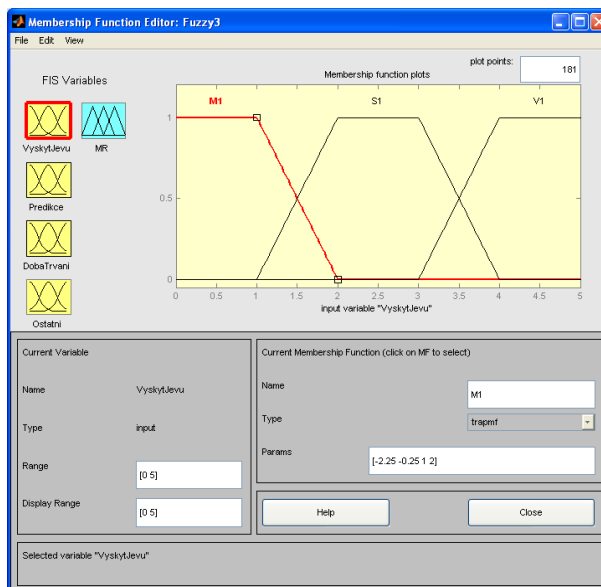 Membership Function Editor: Fuzzy3
File Edit View
FIS Variables
VyskytJevu
MR
Predikce
DobaTrvani
Ostatni
plot points:
181
Membership function plots
M1 S1 V1
1
0.5
0
0 0.5 1 1.5 2 2.5 3 3.5 4 4.5 5
input variable "VyskytJevu"
Current Variable
Name VyskytJevu
Type input
Range [0 5]
Display Range [0 5]
Current Membership Function (click on MF to select)
Name M1
Type trapmf
Params [-2.25 -0.25 1 2]
Help Close
Selected variable "VyskytJevu"